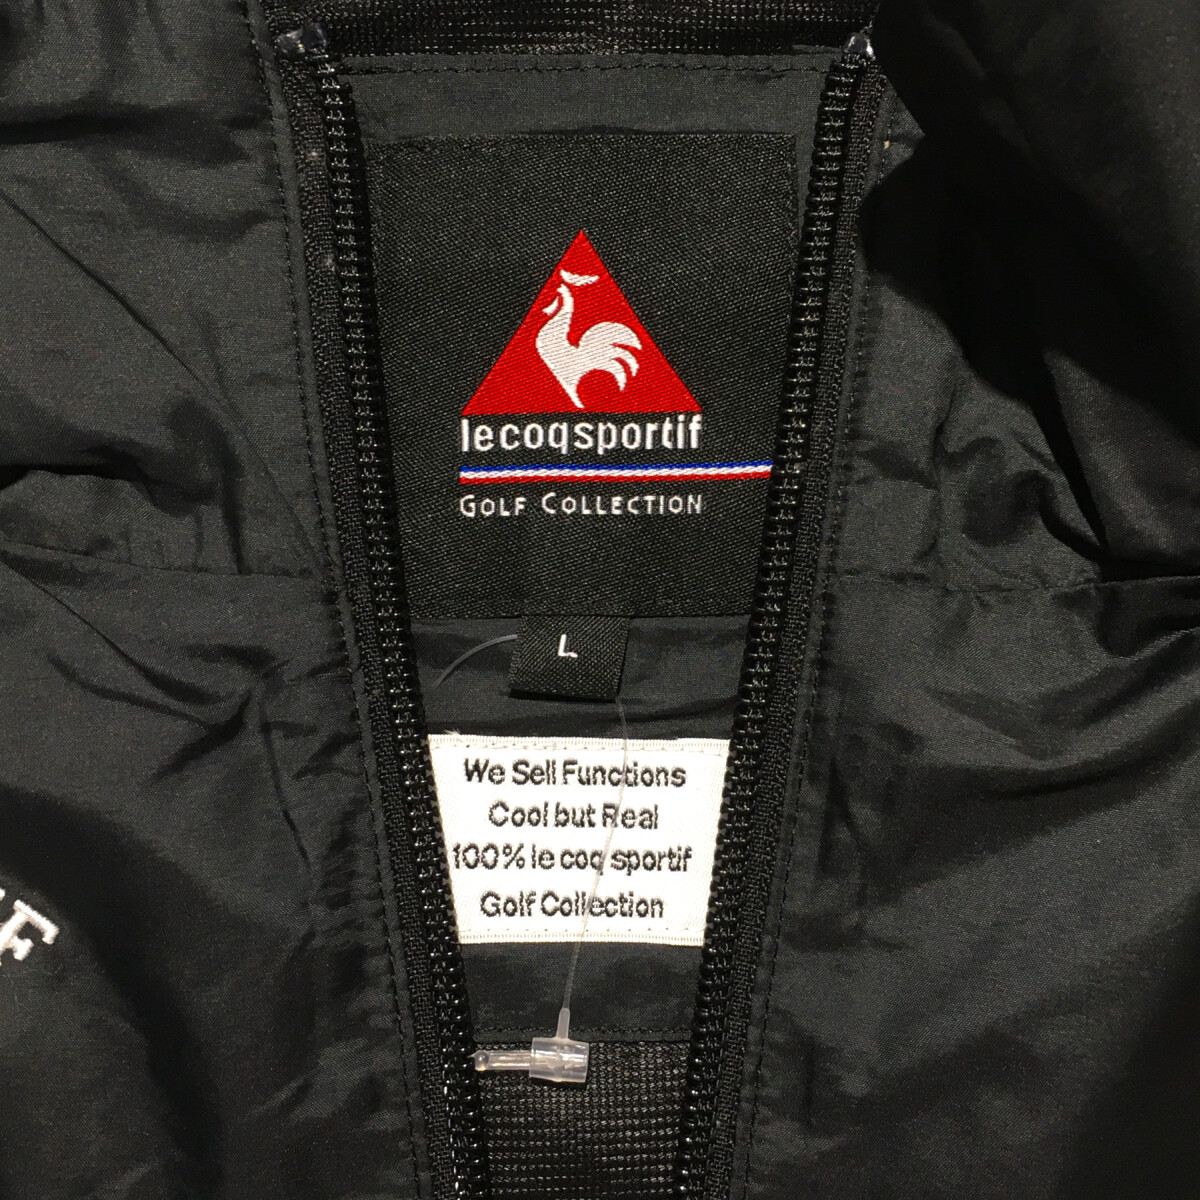 lecoqsportif
GOLF COLLECTION
L
We Sell Functions
Cool but Real
100% le coq sportif
Golf Collection